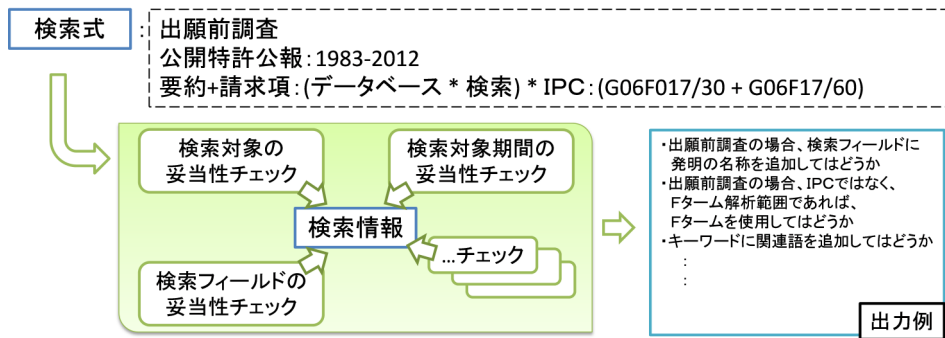 検索式
:
出願前調査
公開特許公報:1983-2012
要約+請求項:(データベース * 検索) * IPC:(G06F017/30 + G06F17/60)
検索対象の
妥当性チェック
検索対象期間の
妥当性チェック
検索情報
検索フィールドの
妥当性チェック
...チェック
・出願前調査の場合、検索フィールドに
発明の名称を追加してはどうか
・出願前調査の場合、IPCではなく、
Fターム解析範囲であれば、
Fタームを使用してはどうか
・キーワードに関連語を追加してはどうか
:
:
出力例